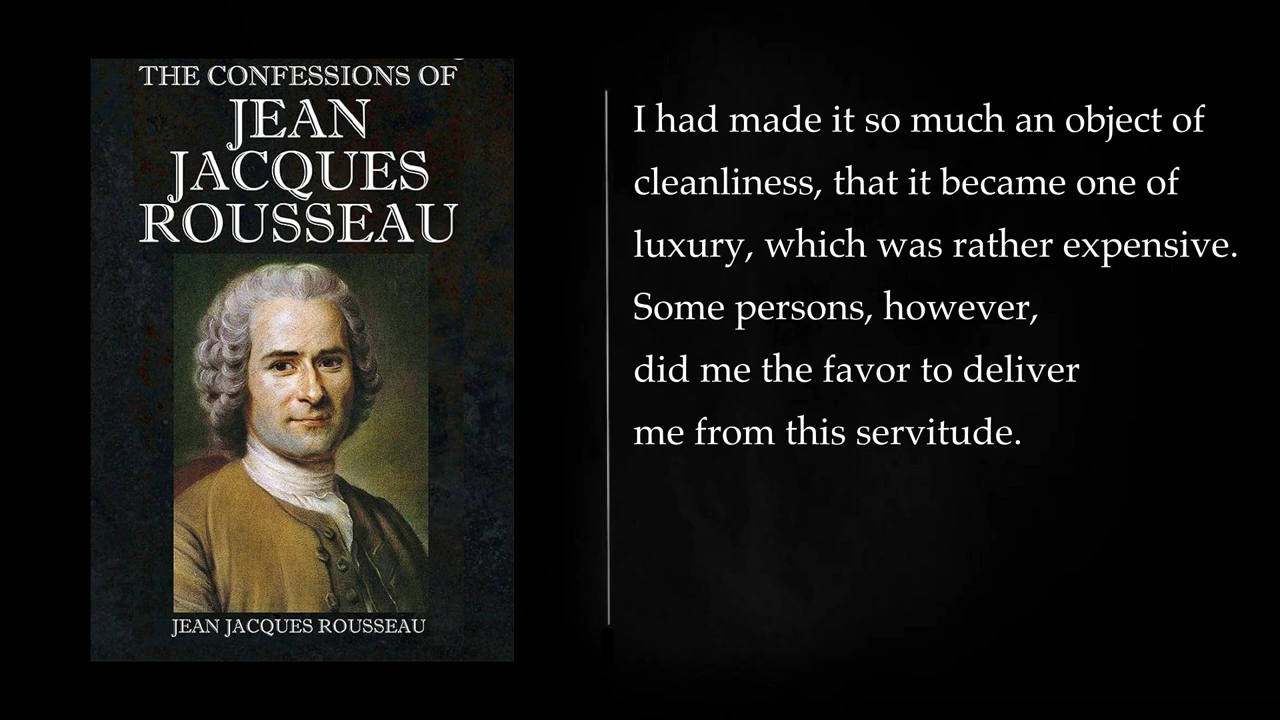 THE CONFESSIONS OF
JEAN
JACQUES
ROUSSEAU
JEAN JACQUES ROUSSEAU
I had made it so much an object of
cleanliness, that it became one of
luxury, which was rather expensive.
Some persons, however,
did me the favor to deliver
me from this servitude.